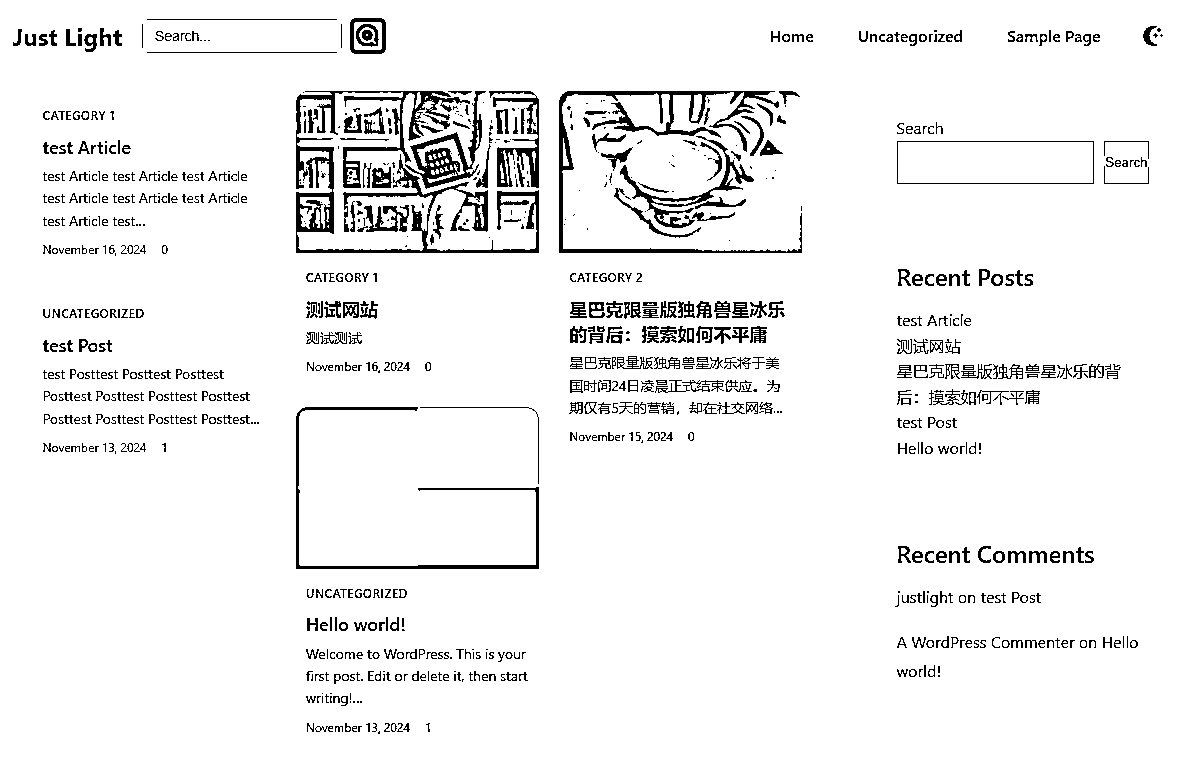 Just Light
Search...
Home
Uncategorized
Sample Page
CATEGORY 1
test Article
test Article test Article test Article
test Article test Article test Article
test Article test...
November 16, 2024 0
UNCATEGORIZED
test Post
test Posttest Posttest Posttest
Posttest Posttest Posttest Posttest
Posttest Posttest Posttest Posttest...
November 13, 2024 1
CATEGORY 1
测试网站
测试测试
November 16, 2024 0
UNCATEGORIZED
Hello world!
Welcome to WordPress. This is your
first post. Edit or delete it, then start
writing!...
November 13, 2024 1
CATEGORY 2
星巴克限量版独角兽星冰乐
的背后：摸索如何不平庸
星巴克限量版独角兽星冰乐将于美
国时间24日凌晨正式结束供应。为
期仅有5天的营销，却在社交网络...
November 15, 2024 0
Search
Search
Recent Posts
test Article
测试网站
星巴克限量版独角兽星冰乐的背
后：摸索如何不平庸
test Post
Hello world!
Recent Comments
justlight on test Post
A WordPress Commenter on Hello
world!